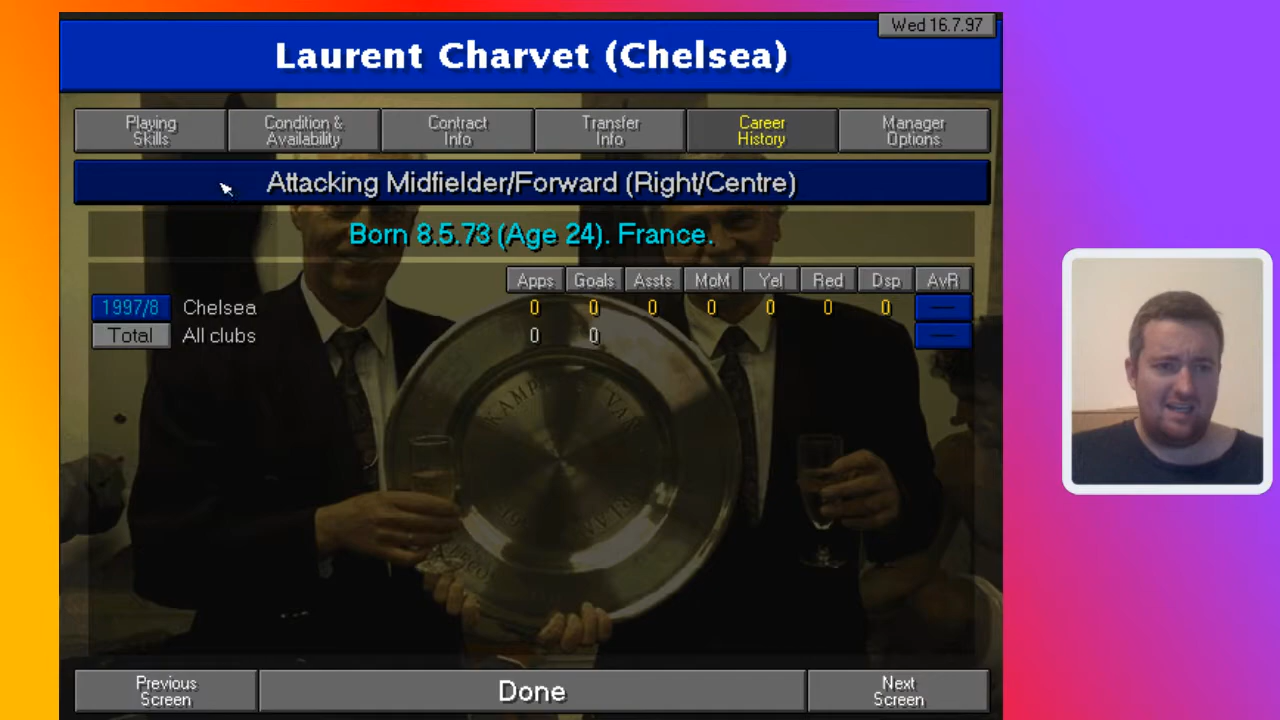 Wed 16.7.97
Laurent Charvet (Chelsea)
Playing Skills
Condition & Availability
Contract Info
Transfer Info
Career History
Manager Options
Attacking Midfielder/Forward (Right/Centre)
Born 8.5.73 (Age 24). France.
Apps Goals Assts MoM Yel Red Dsp AvR
1997/8 Chelsea 0 0 0 0 0 0 0
Total All clubs 0 0
Previous Screen
Done
Next Screen